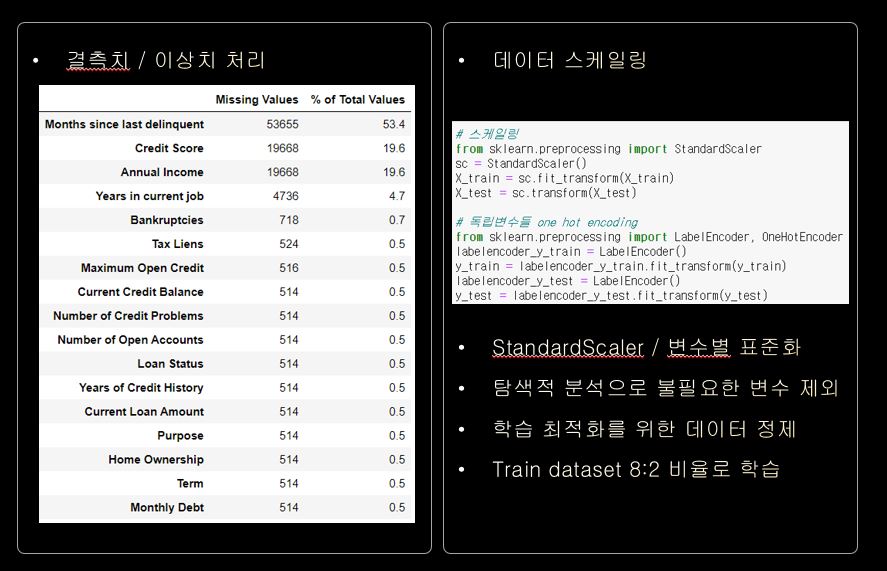 • 결측치 / 이상치 처리
Missing Values % of Total Values
Months since last delinquent 53655 53.4
Credit Score 19668 19.6
Annual Income 19668 19.6
Years in current job 4736 4.7
Bankruptcies 718 0.7
Tax Liens 524 0.5
Maximum Open Credit 516 0.5
Current Credit Balance 514 0.5
Number of Credit Problems 514 0.5
Number of Open Accounts 514 0.5
Loan Status 514 0.5
Years of Credit History 514 0.5
Current Loan Amount 514 0.5
Purpose 514 0.5
Home Ownership 514 0.5
Term 514 0.5
Monthly Debt 514 0.5
• 데이터 스케일링
# 스케일링
from sklearn.preprocessing import StandardScaler
sc = StandardScaler()
X_train = sc.fit_transform(X_train)
X_test = sc.transform(X_test)
# 독립변수들 one hot encoding
from sklearn.preprocessing import LabelEncoder, OneHotEncoder
labelencoder_y_train = LabelEncoder()
y_train = labelencoder_y_train.fit_transform(y_train)
labelencoder_y_test = LabelEncoder()
y_test = labelencoder_y_test.fit_transform(y_test)
• StandardScaler / 변수별 표준화
• 탐색적 분석으로 불필요한 변수 제외
• 학습 최적화를 위한 데이터 정제
• Train dataset 8:2 비율로 학습